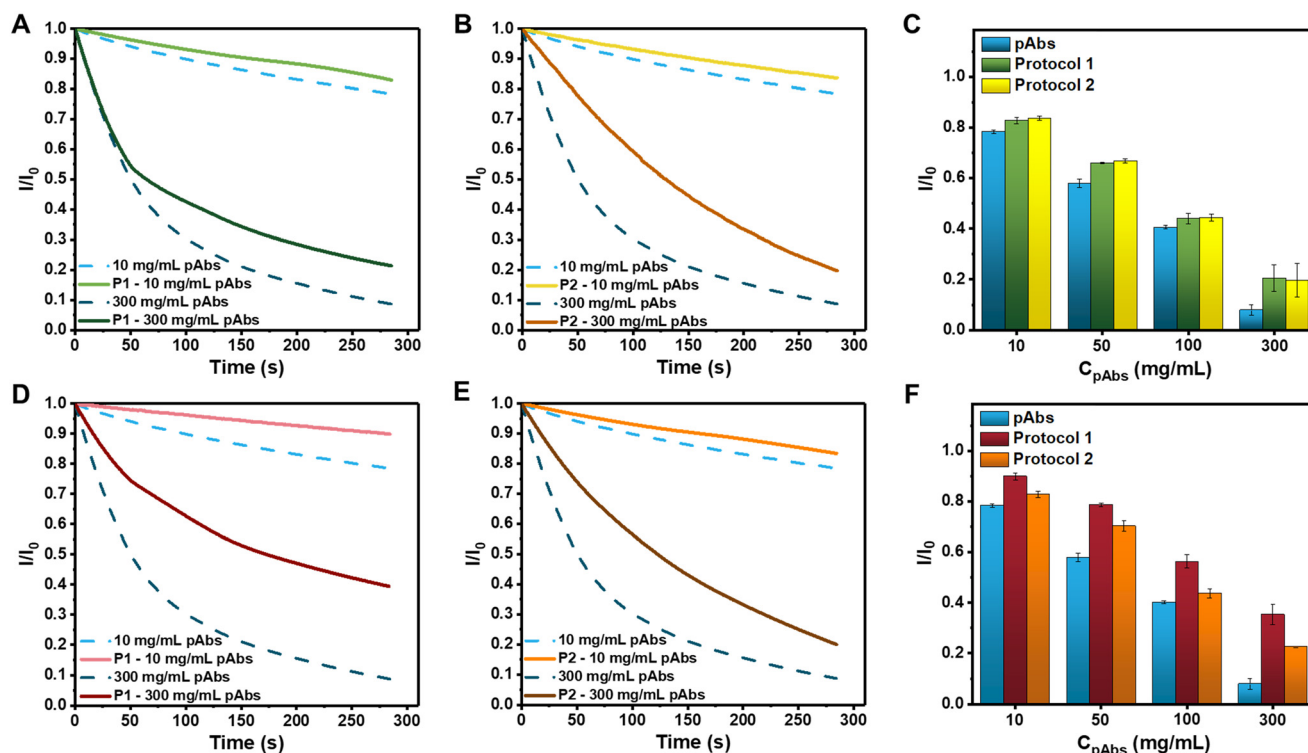 A
1.0
0.9
0.8
0.7
0.6
0.5
0.4
0.3
0.2
0.1
0.0
I/I0
10 mg/mL pAbs
P1 - 10 mg/mL pAbs
300 mg/mL pAbs
P1 - 300 mg/mL pAbs
0 50 100 150 200 250 300
Time (s)
B
1.0
0.9
0.8
0.7
0.6
0.5
0.4
0.3
0.2
0.1
0.0
I/I0
10 mg/mL pAbs
P2 - 10 mg/mL pAbs
300 mg/mL pAbs
P2 - 300 mg/mL pAbs
0 50 100 150 200 250 300
Time (s)
C
pAbs
Protocol 1
Protocol 2
1.0
0.8
0.6
0.4
0.2
0.0
I/I0
10 50 100 300
CpAbs (mg/mL)
D
1.0
0.9
0.8
0.7
0.6
0.5
0.4
0.3
0.2
0.1
0.0
I/I0
10 mg/mL pAbs
P1 - 10 mg/mL pAbs
300 mg/mL pAbs
P1 - 300 mg/mL pAbs
0 50 100 150 200 250 300
Time (s)
E
1.0
0.9
0.8
0.7
0.6
0.5
0.4
0.3
0.2
0.1
0.0
I/I0
10 mg/mL pAbs
P2 - 10 mg/mL pAbs
300 mg/mL pAbs
P2 - 300 mg/mL pAbs
0 50 100 150 200 250 300
Time (s)
F
pAbs
Protocol 1
Protocol 2
1.0
0.8
0.6
0.4
0.2
0.0
I/I0
10 50 100 300
CpAbs (mg/mL)